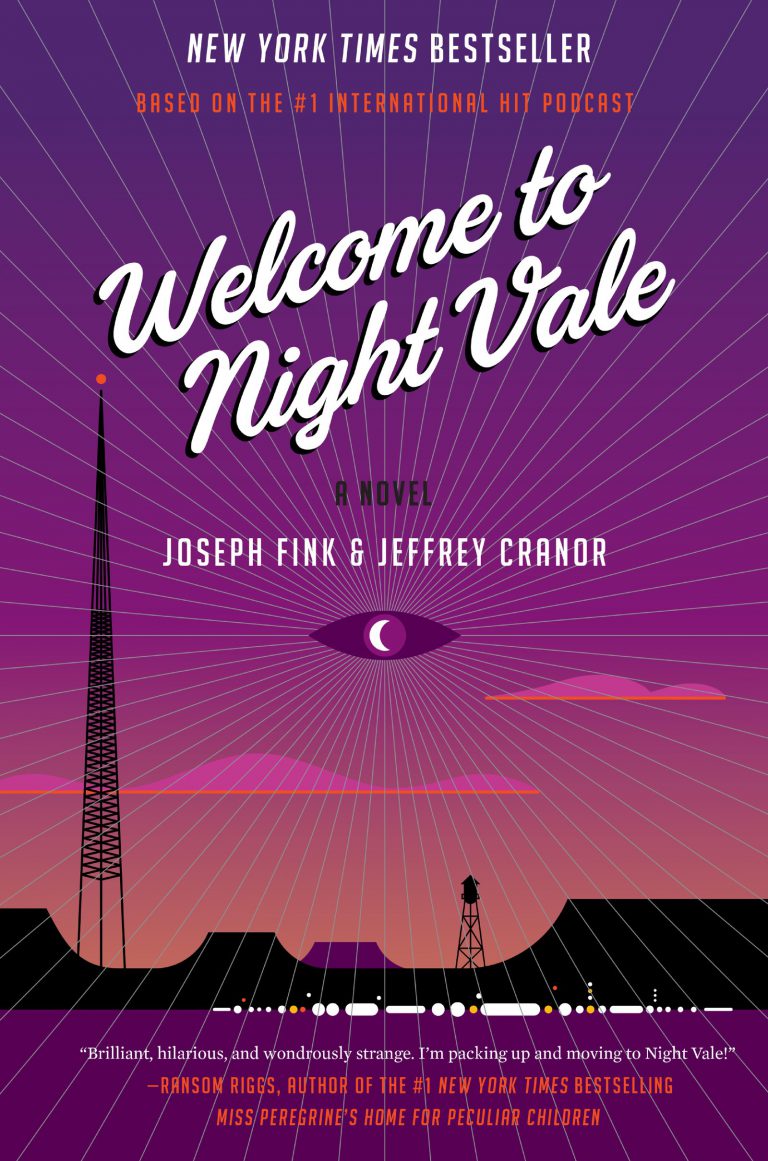 NEW YORK TIMES BESTSELLER
BASED ON THE #1 INTERNATIONAL HIT PODCAST
Welcome to
Night Vale
A NOVEL
JOSEPH FINK & JEFFREY CRANOR
“Brilliant, hilarious, and wondrously strange. I’m packing up and moving to Night Vale!”
—RANSOM RIGGS, AUTHOR OF THE #1 NEW YORK TIMES BESTSELLING
MISS PEREGRINE’S HOME FOR PECULIAR CHILDREN